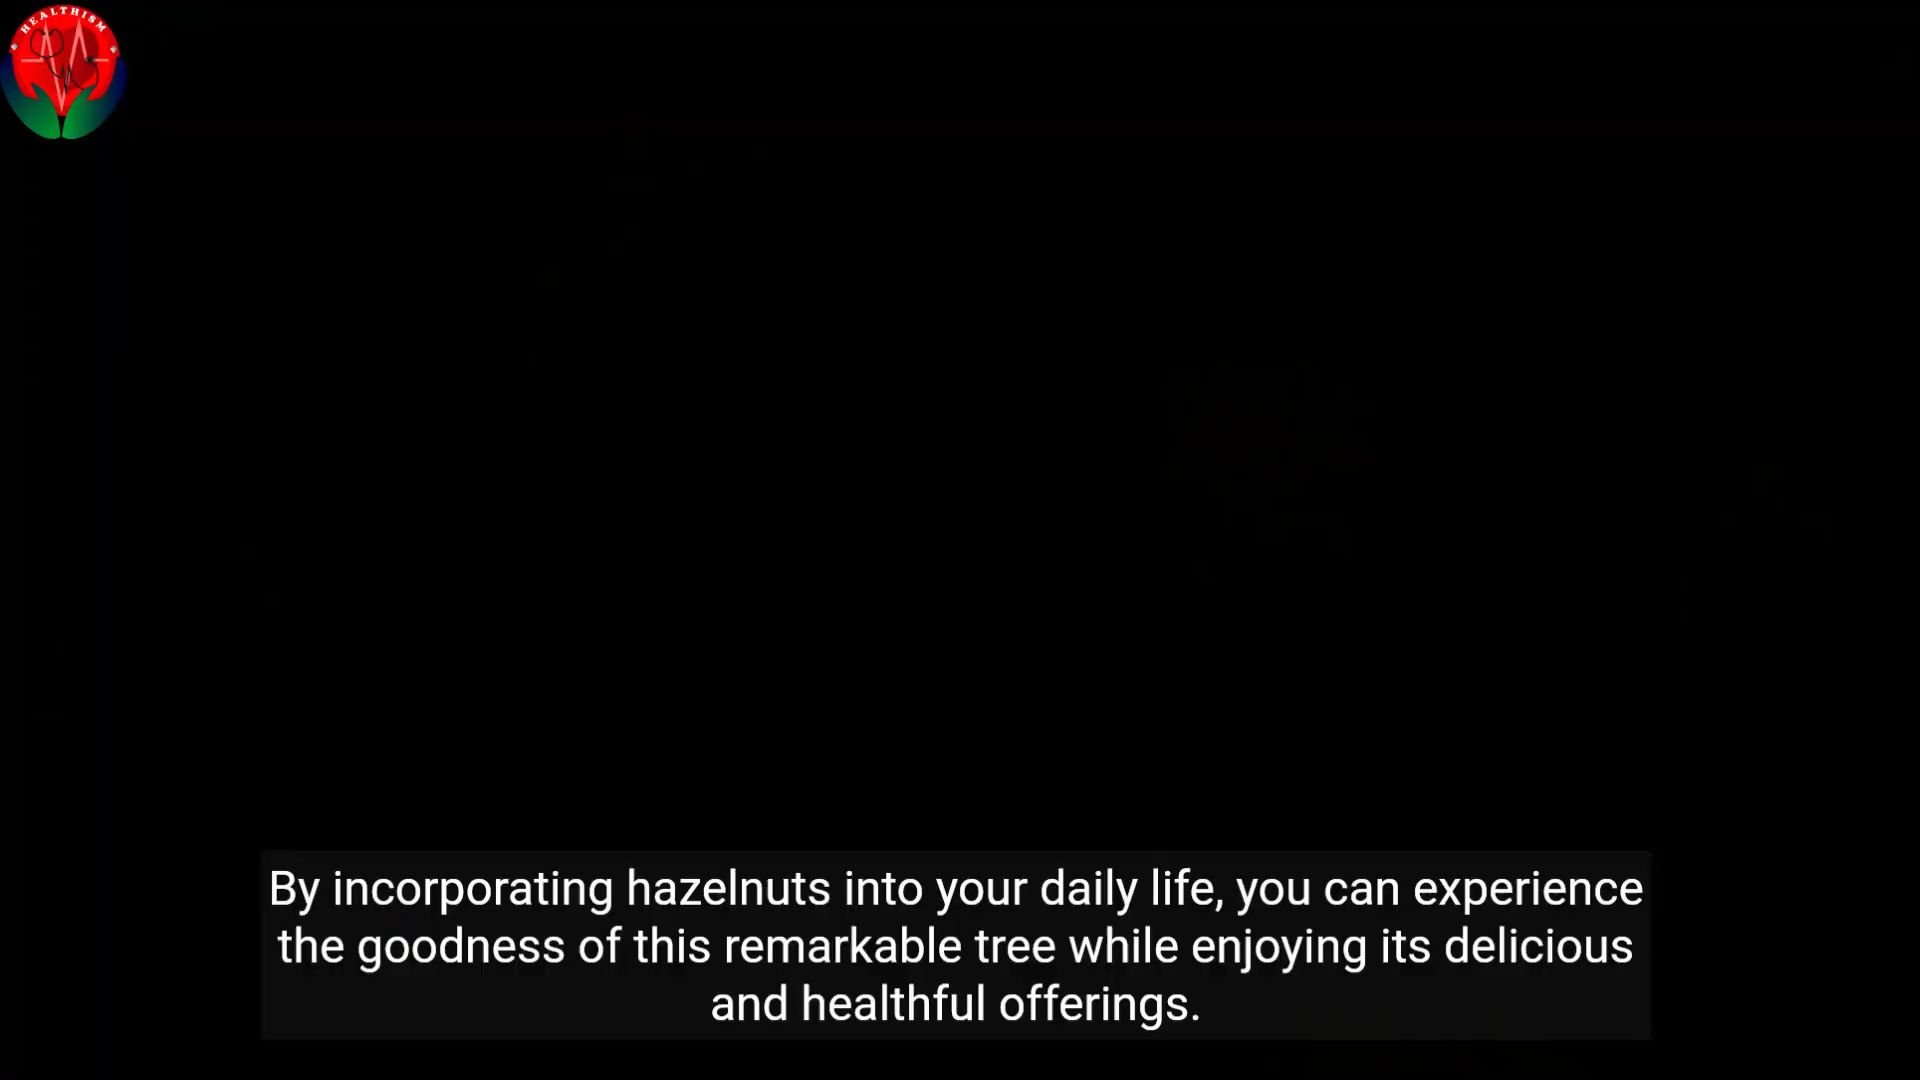 HEALTHISM
By incorporating hazelnuts into your daily life, you can experience
the goodness of this remarkable tree while enjoying its delicious
and healthful offerings.